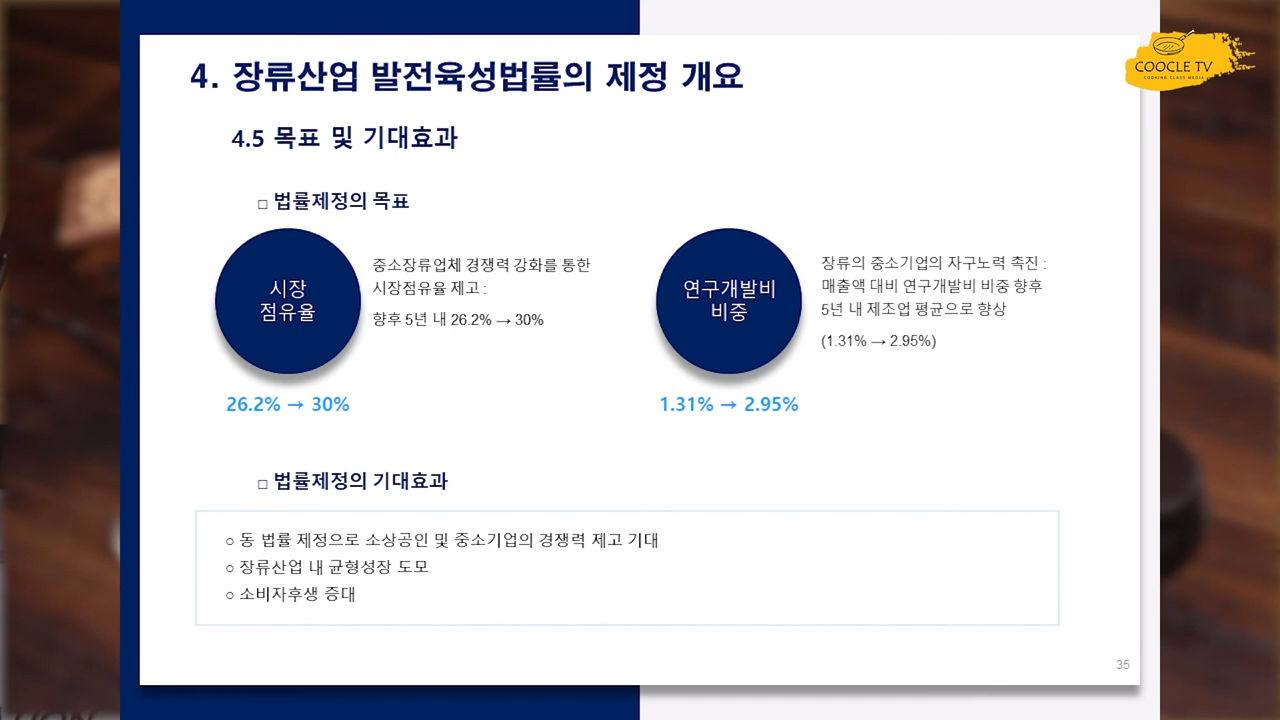 COOCLE TV
COOKING CLASS MEDIA
4. 장류산업 발전육성법률의 제정 개요
4.5 목표 및 기대효과
□ 법률제정의 목표
시장
점유율
중소장류업체 경쟁력 강화를 통한
시장점유율 제고 :
향후 5년 내 26.2% → 30%
26.2% → 30%
연구개발비
비중
장류의 중소기업의 자구노력 촉진 :
매출액 대비 연구개발비 비중 향후
5년 내 제조업 평균으로 향상
(1.31% → 2.95%)
1.31% → 2.95%
□ 법률제정의 기대효과
○ 동 법률 제정으로 소상공인 및 중소기업의 경쟁력 제고 기대
○ 장류산업 내 균형성장 도모
○ 소비자후생 증대
35